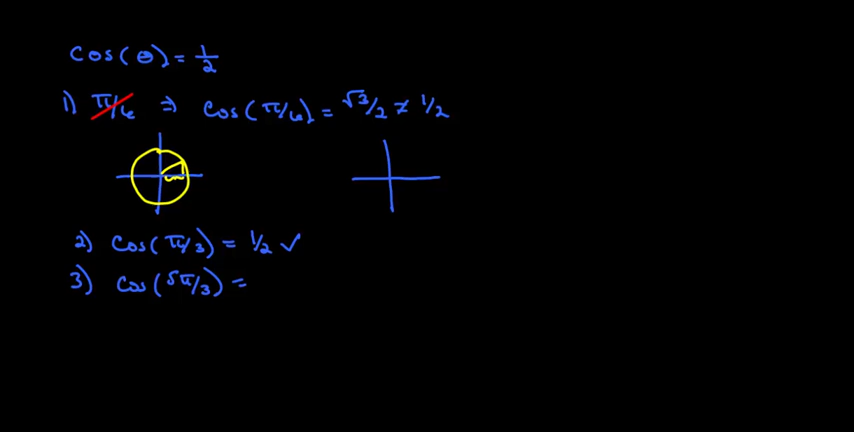 cos(θ) = 1/2
1) π/6 ⇒ cos(π/6) = √3/2 ≠ 1/2
2) cos(π/3) = 1/2 ✓
3) cos(5π/3) =